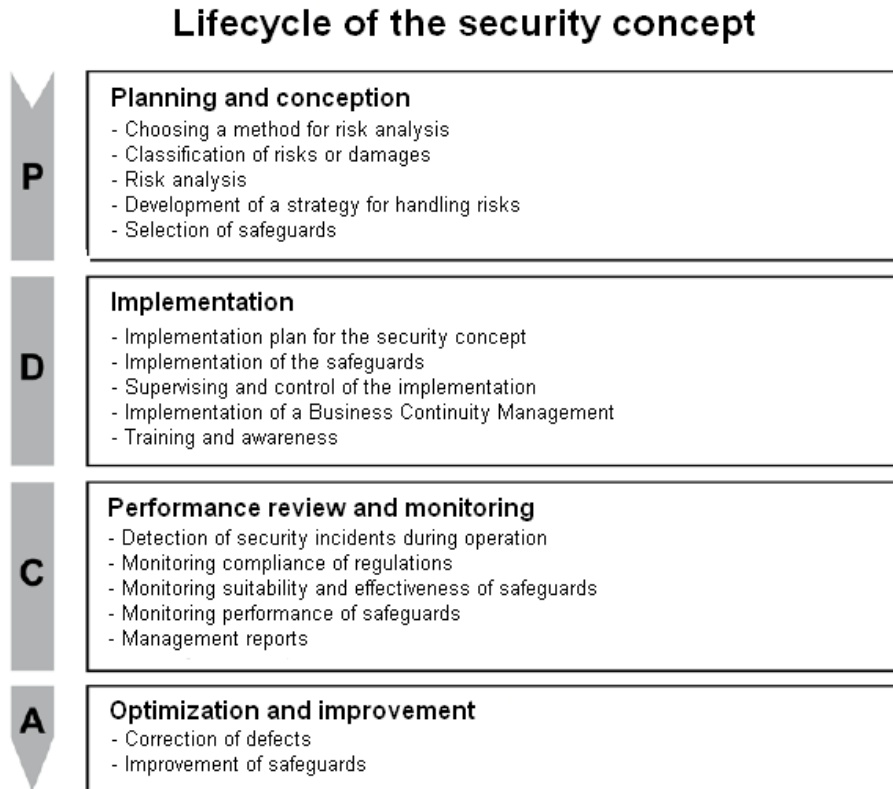 Lifecycle of the security concept
P
Planning and conception
- Choosing a method for risk analysis
- Classification of risks or damages
- Risk analysis
- Development of a strategy for handling risks
- Selection of safeguards
D
Implementation
- Implementation plan for the security concept
- Implementation of the safeguards
- Supervising and control of the implementation
- Implementation of a Business Continuity Management
- Training and awareness
C
Performance review and monitoring
- Detection of security incidents during operation
- Monitoring compliance of regulations
- Monitoring suitability and effectiveness of safeguards
- Monitoring performance of safeguards
- Management reports
A
Optimization and improvement
- Correction of defects
- Improvement of safeguards